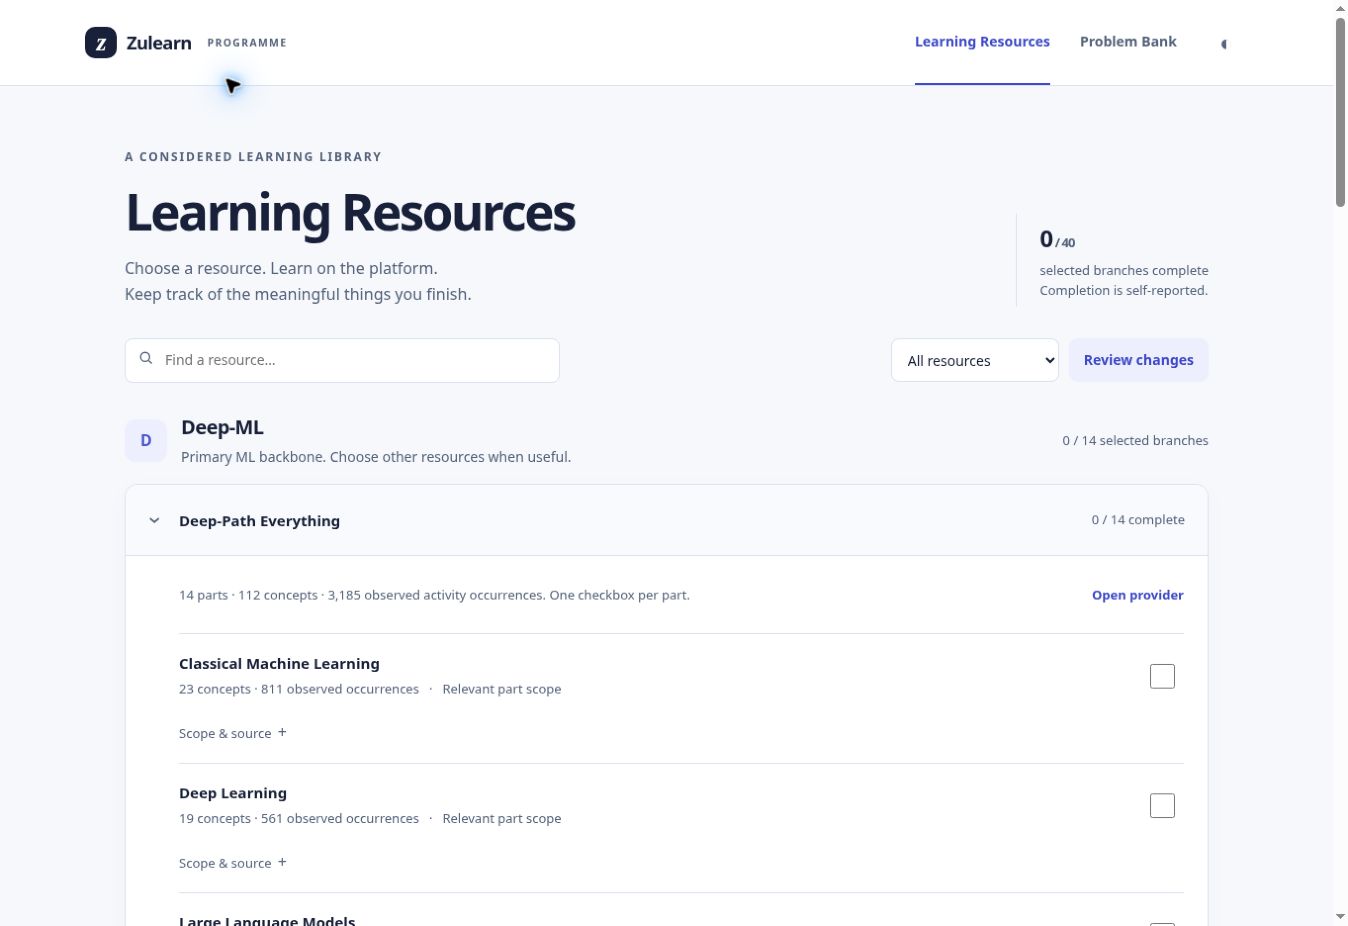 Z Zulearn PROGRAMME Learning Resources Problem Bank
A CONSIDERED LEARNING LIBRARY
Learning Resources
Choose a resource. Learn on the platform.
Keep track of the meaningful things you finish.
0 / 40
selected branches complete
Completion is self-reported.
Find a resource...
All resources
Review changes
D
Deep-ML
Primary ML backbone. Choose other resources when useful.
0 / 14 selected branches
Deep-Path Everything
0 / 14 complete
14 parts · 112 concepts · 3,185 observed activity occurrences. One checkbox per part.
Open provider
Classical Machine Learning
23 concepts · 811 observed occurrences · Relevant part scope
Scope & source +
Deep Learning
19 concepts · 561 observed occurrences · Relevant part scope
Scope & source +
Large Language Models